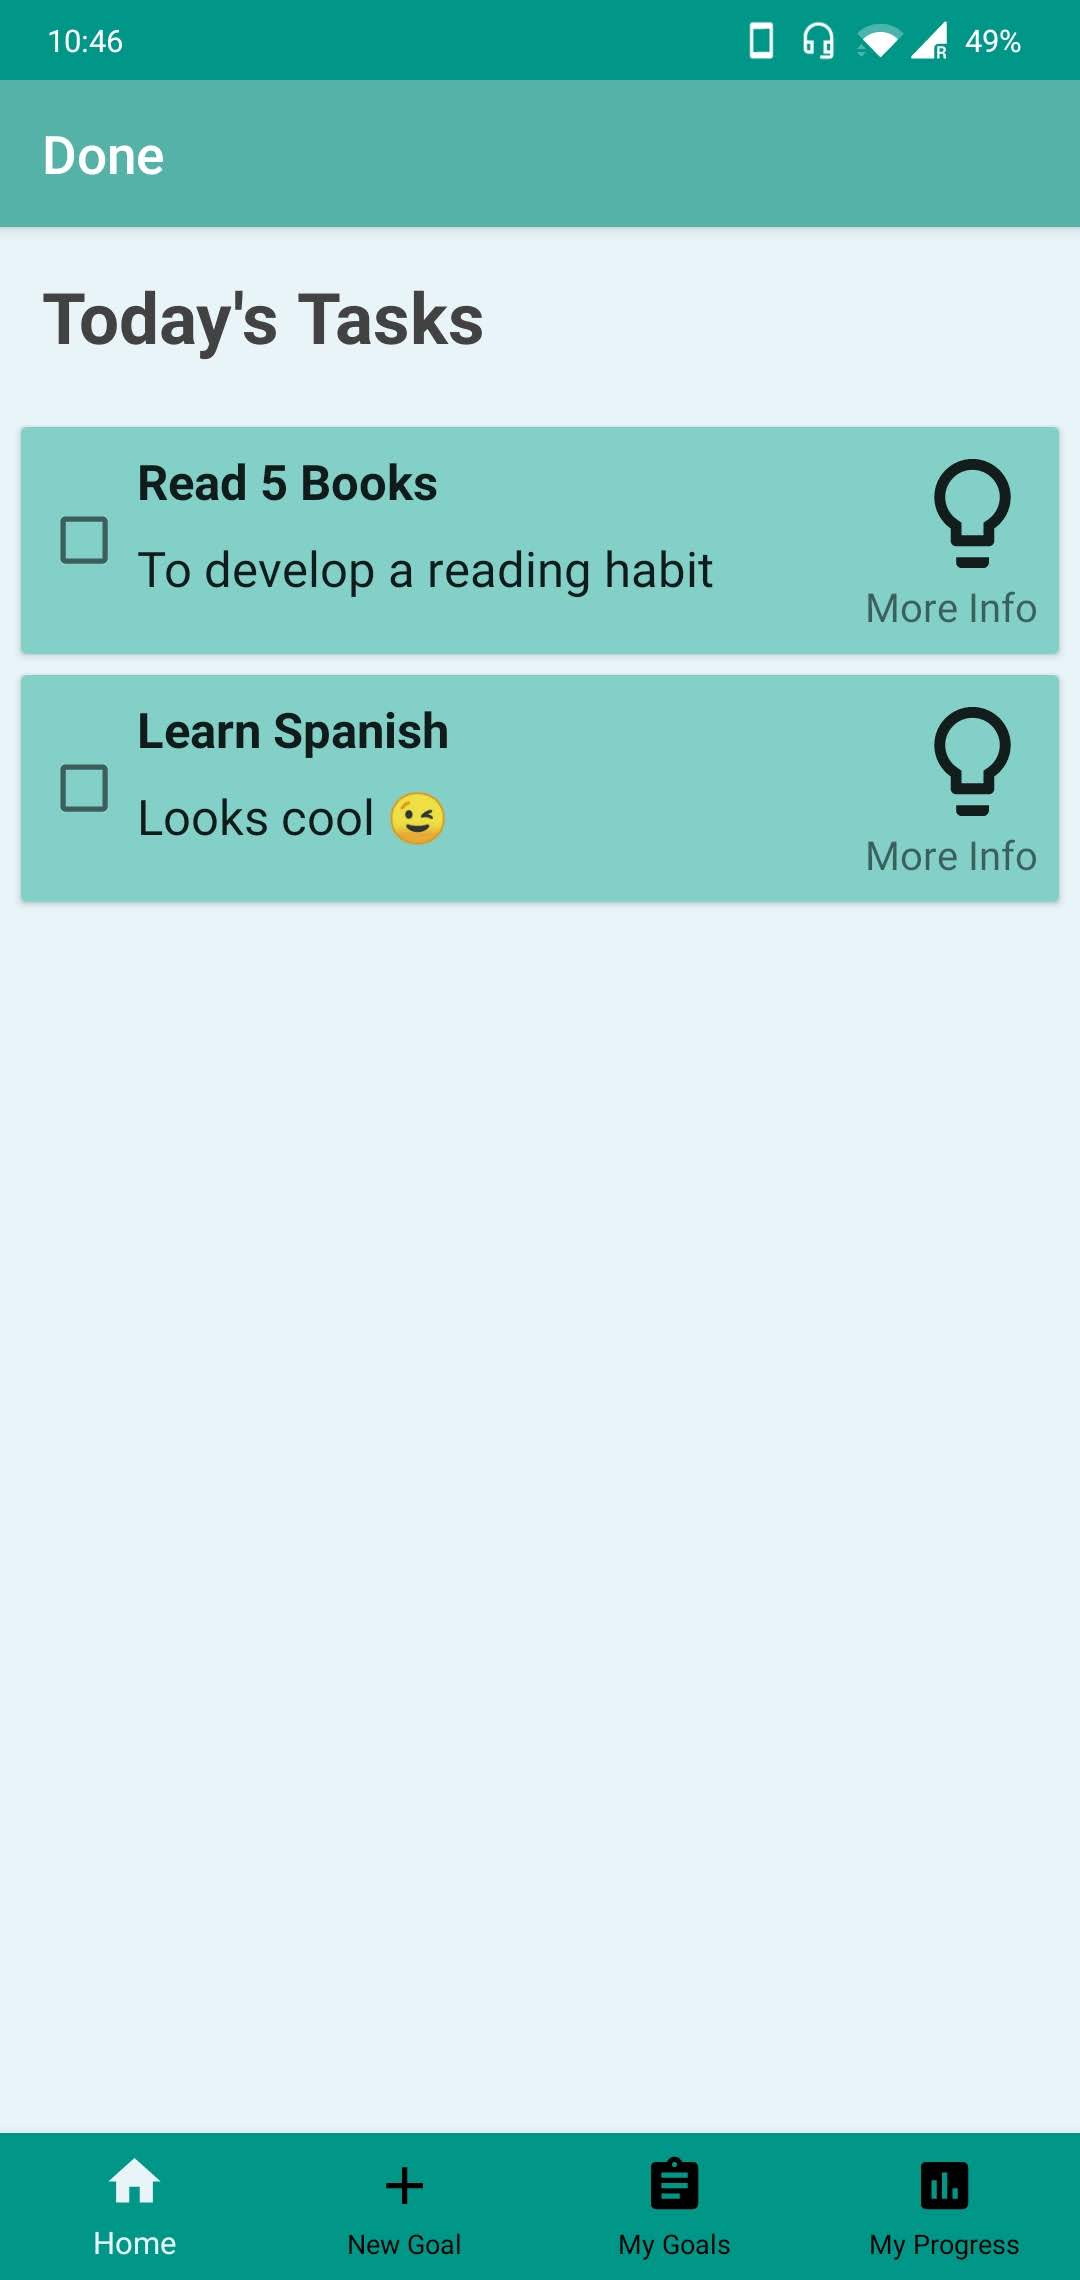 10:46
R
49%
Done
Today's Tasks
Read 5 Books
To develop a reading habit
More Info
Learn Spanish
Looks cool 😉
More Info
Home
New Goal
My Goals
My Progress